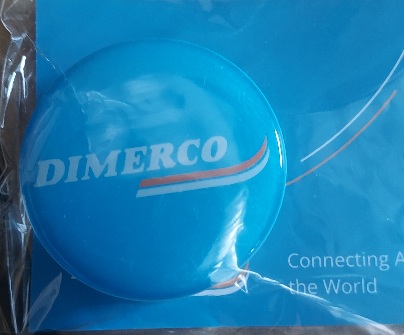 DIMERCO
Connecting A
the World